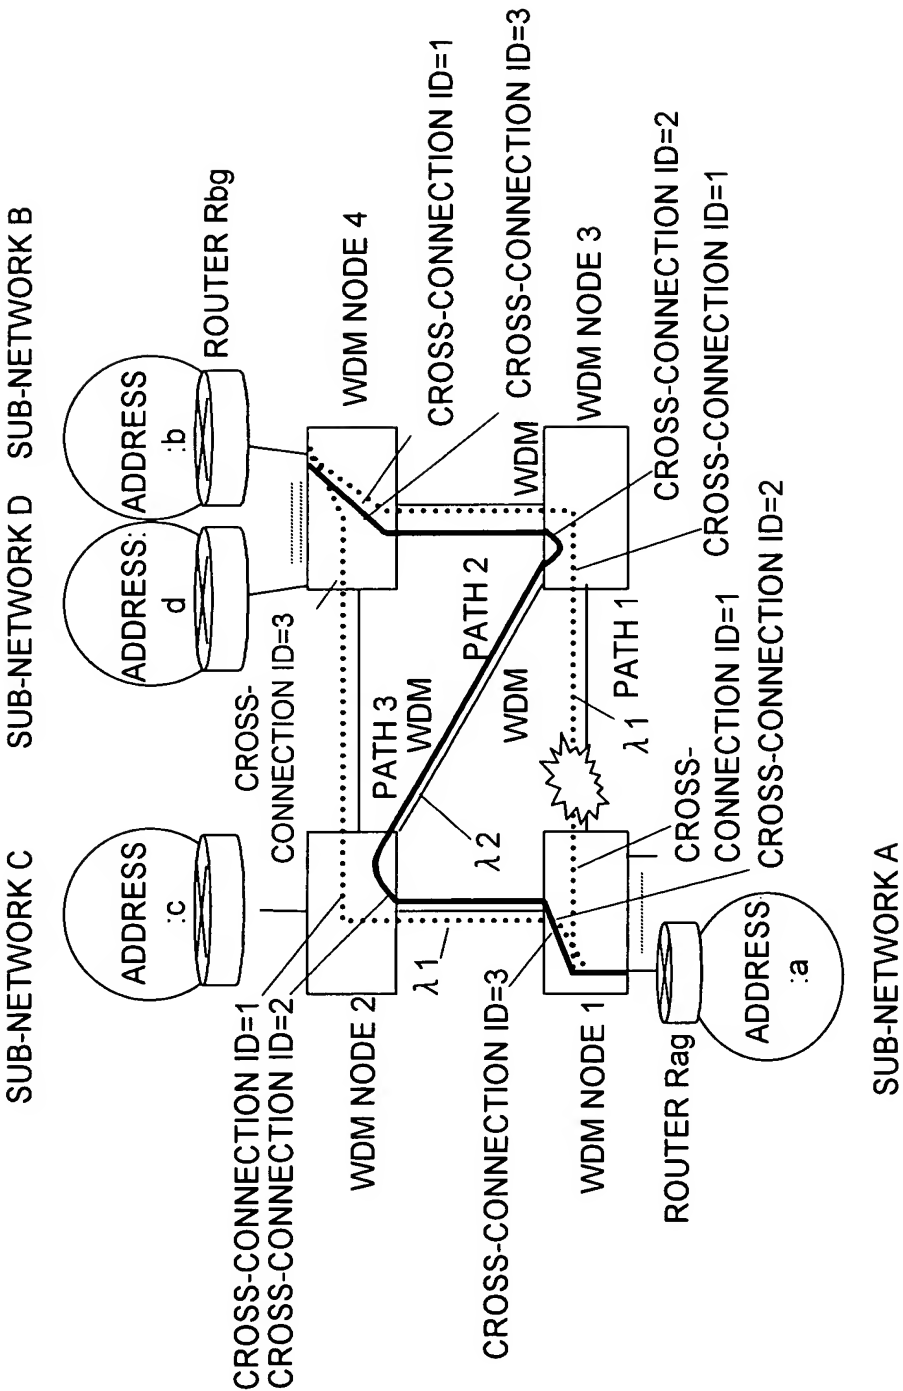 SUB-NETWORK C
SUB-NETWORK D
SUB-NETWORK B
ADDRESS
:c
ADDRESS:
d
ADDRESS
:b
ROUTER Rbg
CROSS-CONNECTION ID=1
CROSS-CONNECTION ID=2
CROSS-
CONNECTION ID=3
WDM NODE 2
WDM NODE 4
PATH 3
WDM
CROSS-CONNECTION ID=1
CROSS-CONNECTION ID=3
λ1
λ2
PATH 2
WDM
WDM
CROSS-CONNECTION ID=3
WDM NODE 1
WDM NODE 3
λ1
PATH 1
CROSS-CONNECTION ID=2
CROSS-CONNECTION ID=1
CROSS-
CONNECTION ID=1
CROSS-CONNECTION ID=2
ROUTER Rag
ADDRESS
:a
SUB-NETWORK A